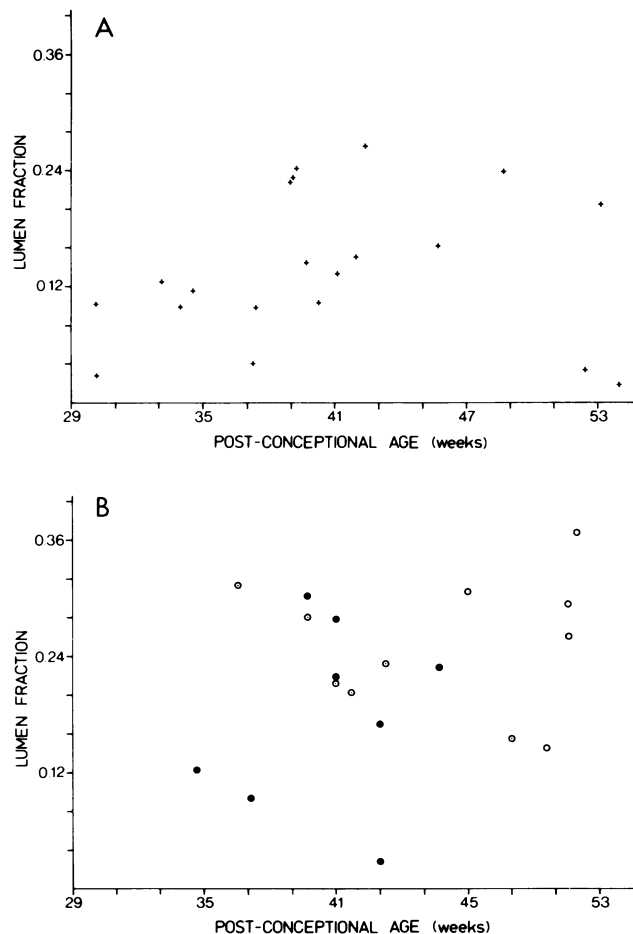 A
0.36
0.24
0.12
LUMEN FRACTION
29 35 41 47 53
POST-CONCEPTIONAL AGE (weeks)
B
0.36
0.24
0.12
LUMEN FRACTION
29 35 41 45 53
POST-CONCEPTIONAL AGE (weeks)